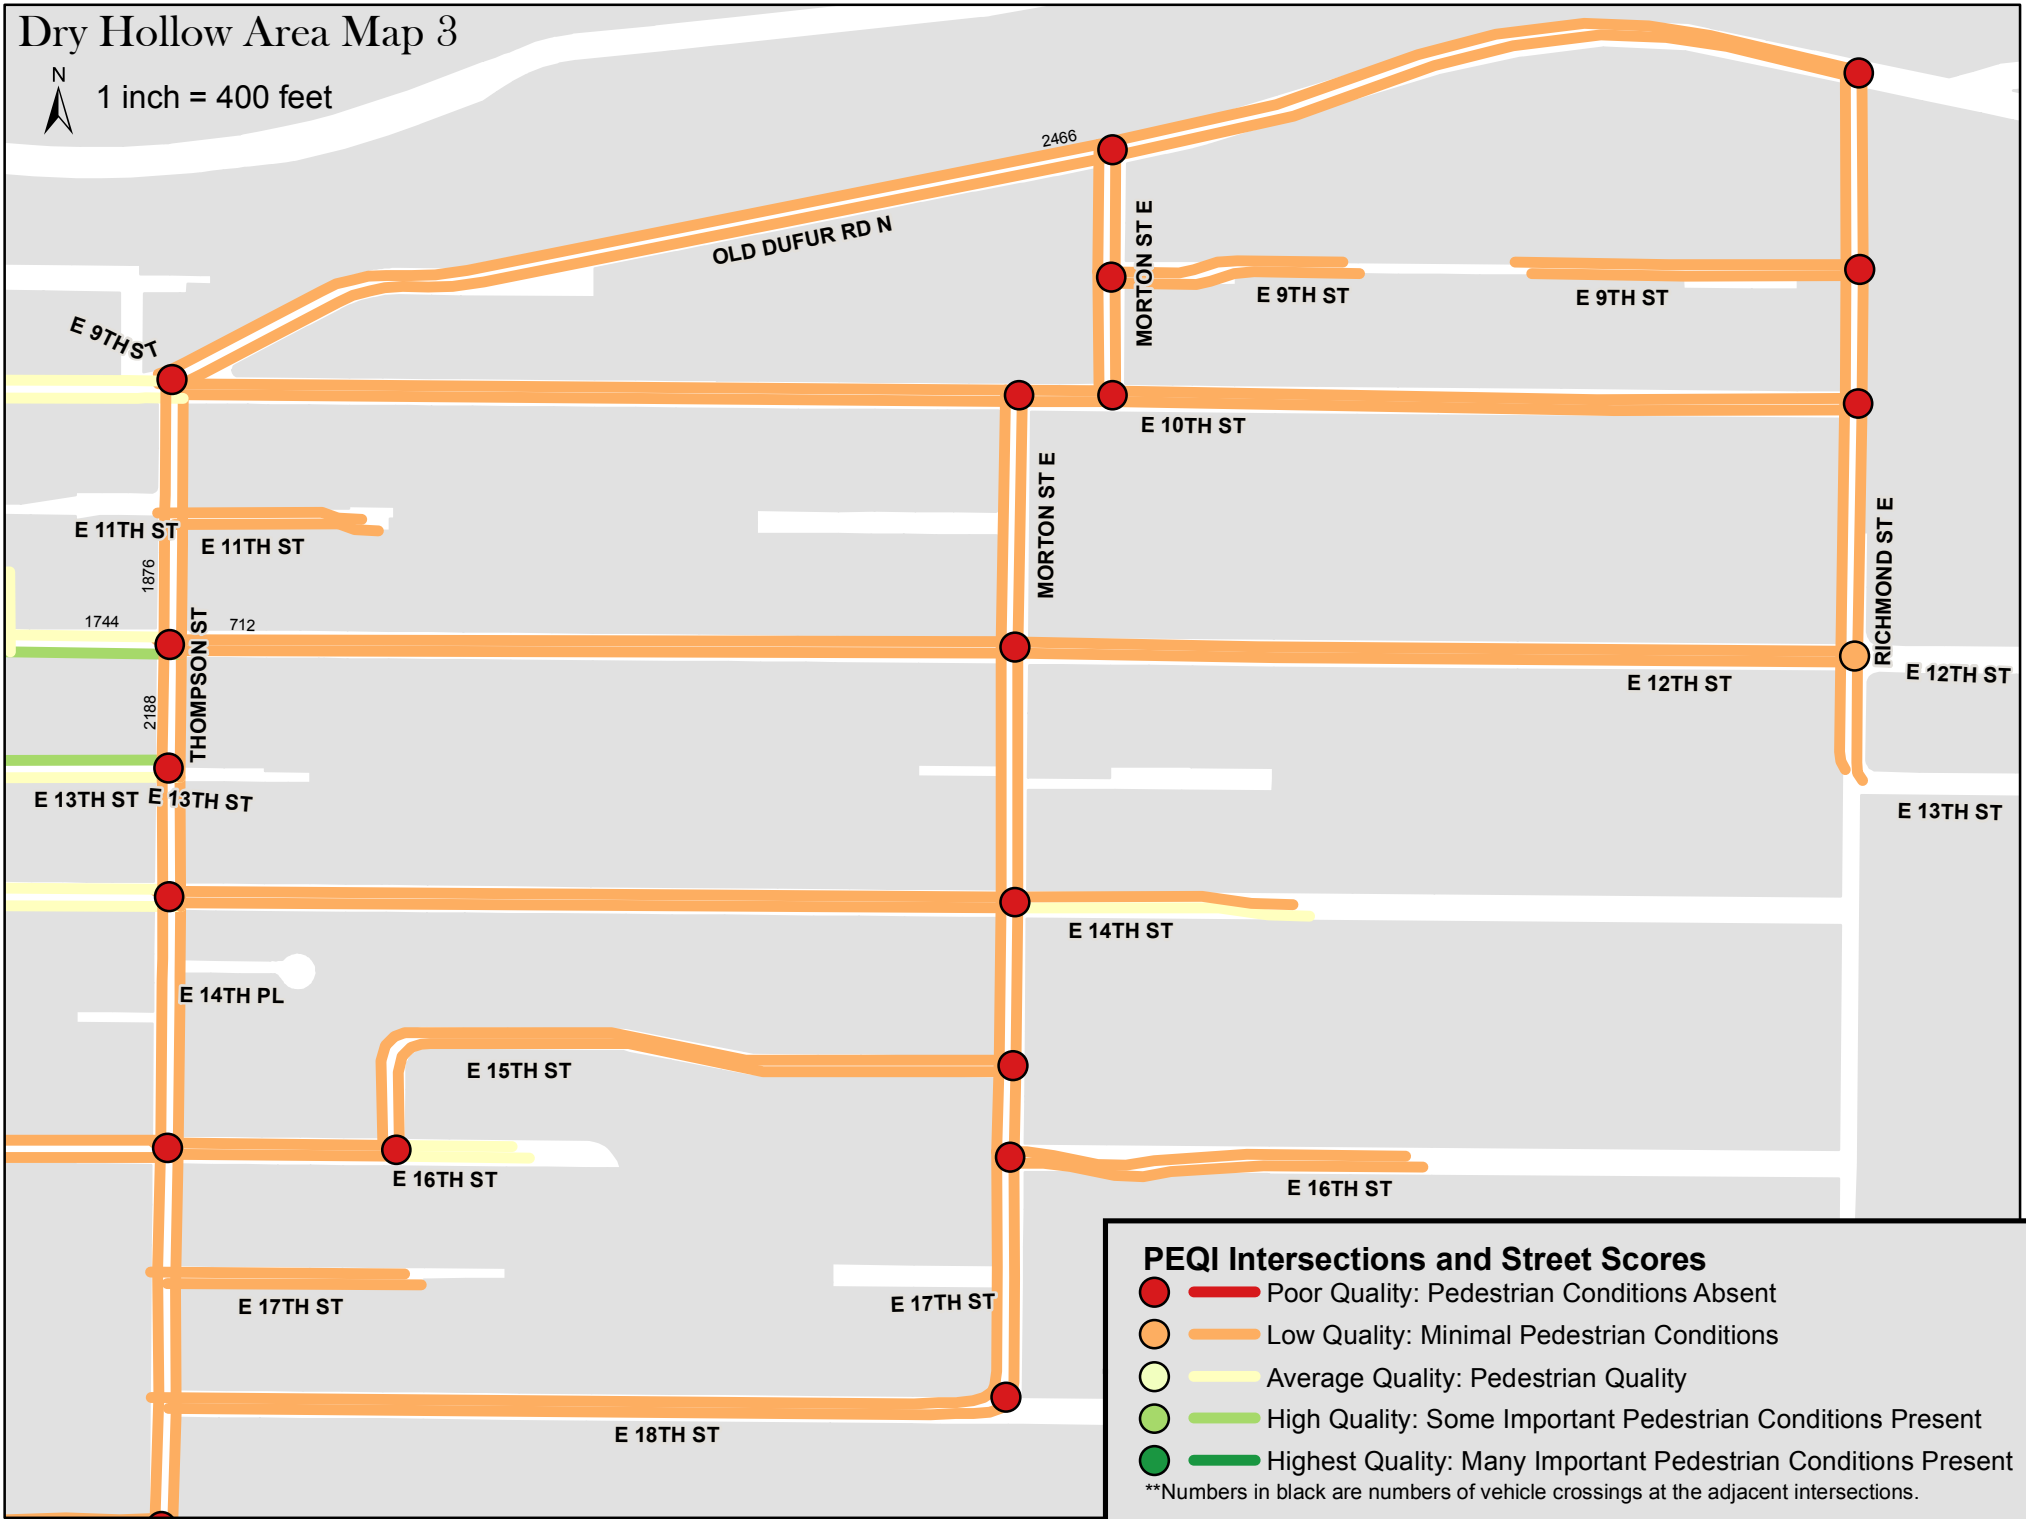 Dry Hollow Area Map 3
N
1 inch = 400 feet
2466
OLD DUFUR RD N
MORTON ST E
E 9TH ST
E 9TH ST
E 9TH ST
E 10TH ST
MORTON ST E
RICHMOND ST E
E 11TH ST
E 11TH ST
1876
1744
712
THOMPSON ST
2188
E 12TH ST
E 12TH ST
E 13TH ST
E 13TH ST
E 13TH ST
E 14TH ST
E 14TH PL
E 15TH ST
E 16TH ST
E 16TH ST
E 17TH ST
E 17TH ST
E 18TH ST
PEQI Intersections and Street Scores
Poor Quality: Pedestrian Conditions Absent
Low Quality: Minimal Pedestrian Conditions
Average Quality: Pedestrian Quality
High Quality: Some Important Pedestrian Conditions Present
Highest Quality: Many Important Pedestrian Conditions Present
**Numbers in black are numbers of vehicle crossings at the adjacent intersections.